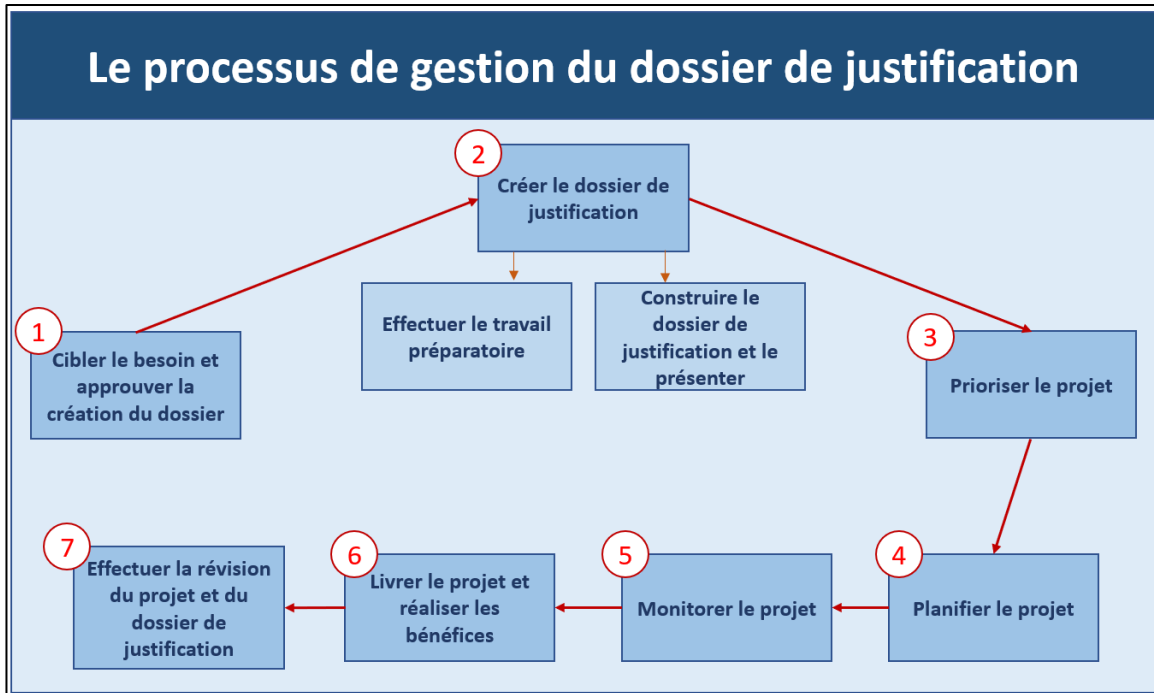 Le processus de gestion du dossier de justification
2
Créer le dossier de
justification
Effectuer le travail
préparatoire
Construire le
dossier de
justification et le
présenter
1
Cibler le besoin et
approuver la
création du dossier
3
Prioriser le projet
7
Effectuer la révision
du projet et du
dossier de
justification
6
Livrer le projet et
réaliser les
bénéfices
5
Monitorer le projet
4
Planifier le projet